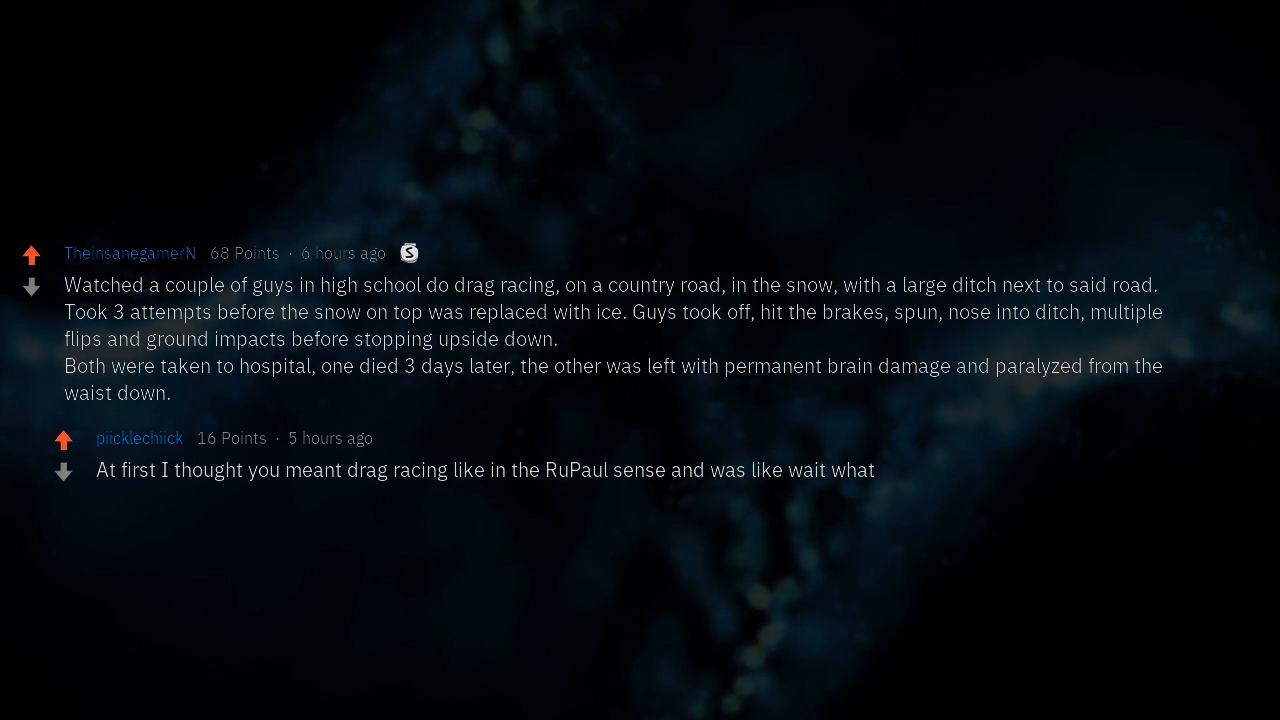 TheinsanegamerN 68 Points · 6 hours ago S
Watched a couple of guys in high school do drag racing, on a country road, in the snow, with a large ditch next to said road.
Took 3 attempts before the snow on top was replaced with ice. Guys took off, hit the brakes, spun, nose into ditch, multiple
flips and ground impacts before stopping upside down.
Both were taken to hospital, one died 3 days later, the other was left with permanent brain damage and paralyzed from the
waist down.
piicklechiick 16 Points · 5 hours ago
At first I thought you meant drag racing like in the RuPaul sense and was like wait what